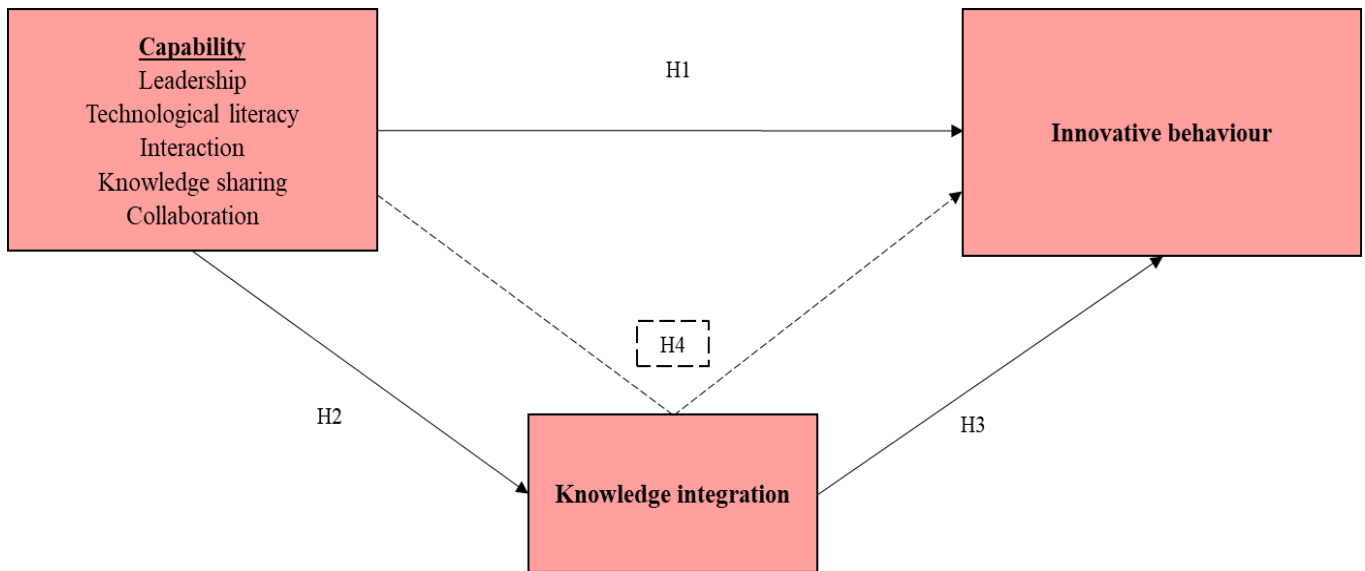 Capability
Leadership
Technological literacy
Interaction
Knowledge sharing
Collaboration
H1
Innovative behaviour
H4
H2
H3
Knowledge integration